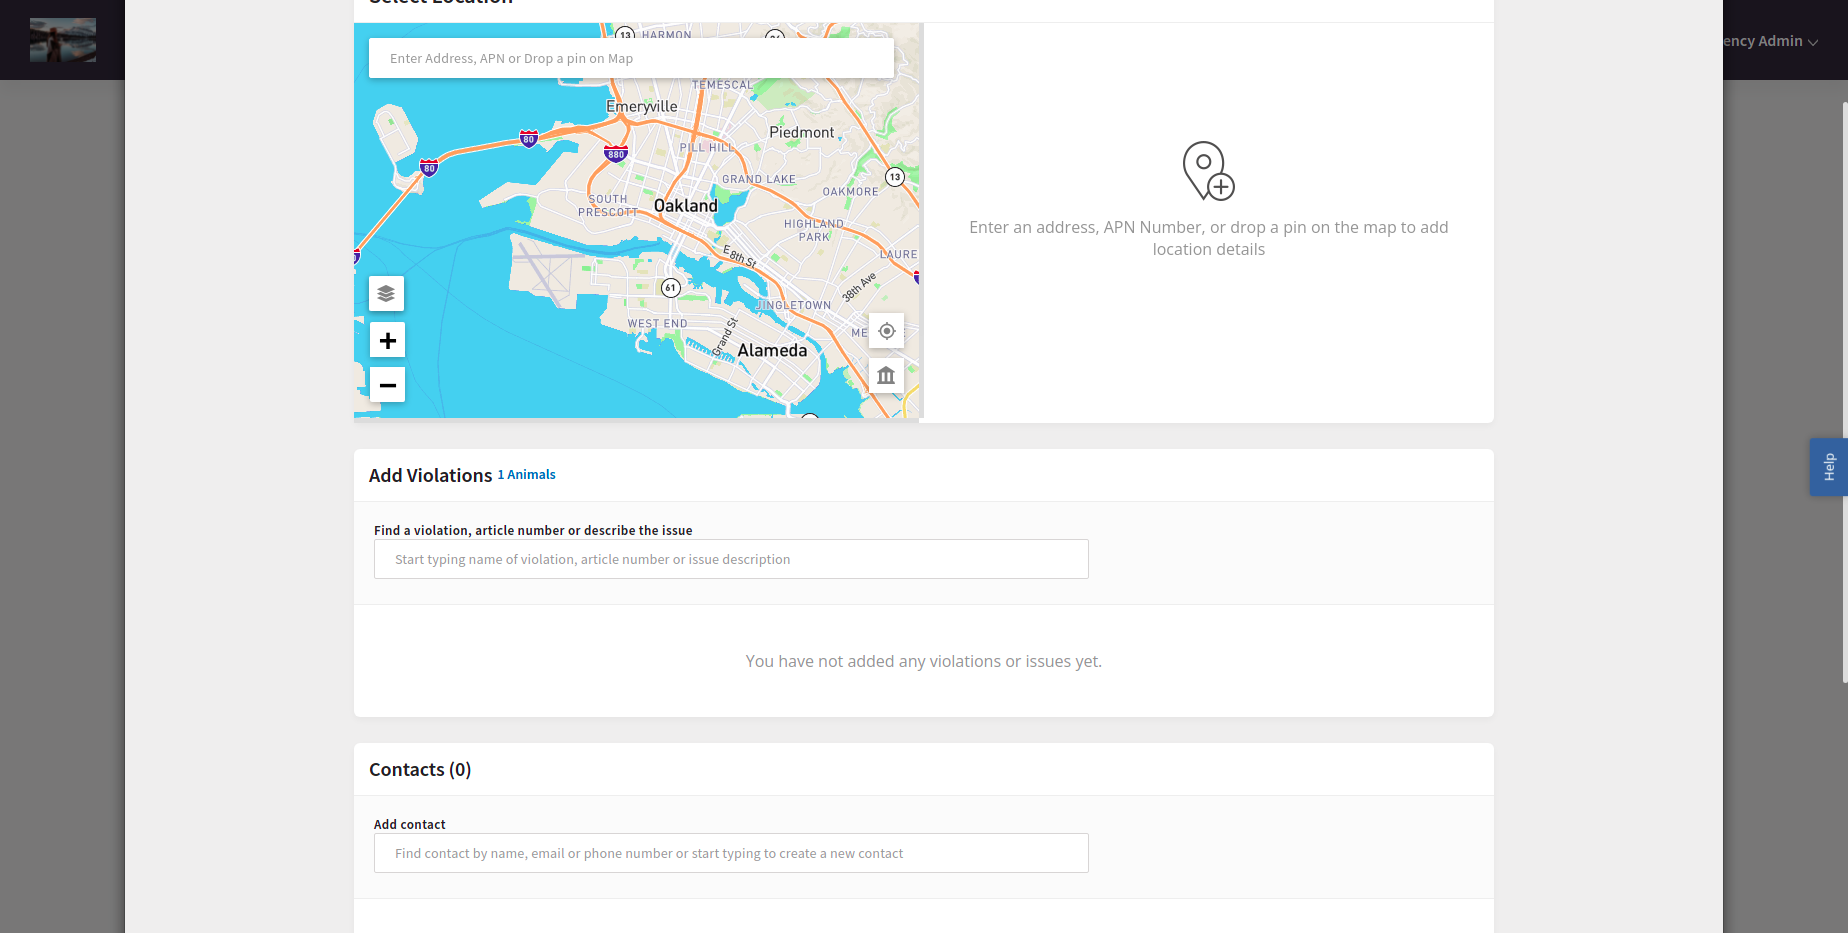 Select Location
ency Admin
Enter Address, APN or Drop a pin on Map
13
HARMON
TEMESCAL
Emeryville
Piedmont
80
880
PILL HILL
80
GRAND LAKE
13
OAKMORE
SOUTH
PRESCOTT
Oakland
HIGHLAND
PARK
E 8th St
LAURE
61
38th Ave
JINGLETOWN
WEST END
Grand St
ME
Alameda
Enter an address, APN Number, or drop a pin on the map to add
location details
Help
Add Violations 1 Animals
Find a violation, article number or describe the issue
Start typing name of violation, article number or issue description
You have not added any violations or issues yet.
Contacts (0)
Add contact
Find contact by name, email or phone number or start typing to create a new contact